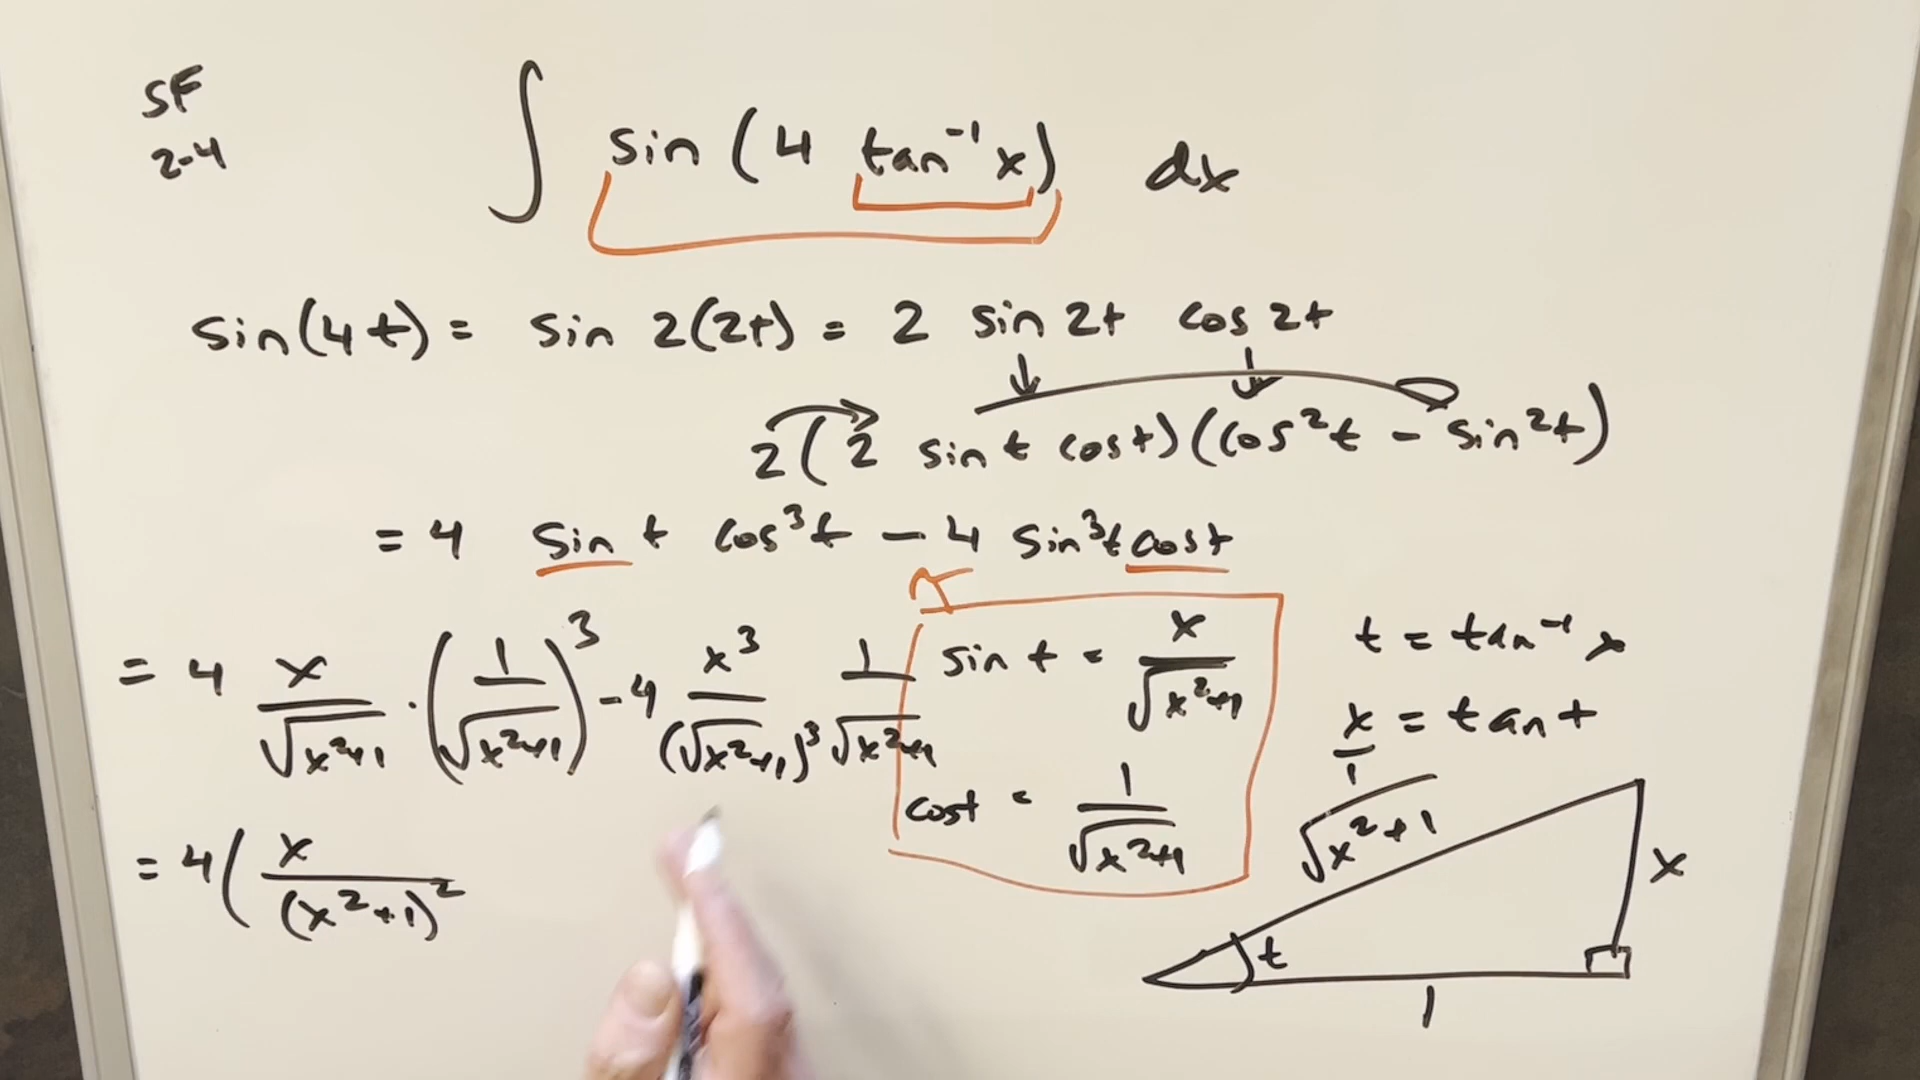 SF
2-4
∫ sin (4 tan⁻¹ x) dx
sin(4t) = sin 2(2t) = 2 sin 2t cos 2t
2(2 sin t cos t)(cos²t - sin²t)
= 4 sin t cos³t - 4 sin³t cos t
= 4 x/√(x²+1) · (1/√(x²+1))³ - 4 x³/(√(x²+1))³ 1/√(x²+1)
sin t = x/√(x²+1)
cos t = 1/√(x²+1)
t = tan⁻¹ x
x/1 = tan t
√(x²+1)
x
t
1
= 4( x/(x²+1)²